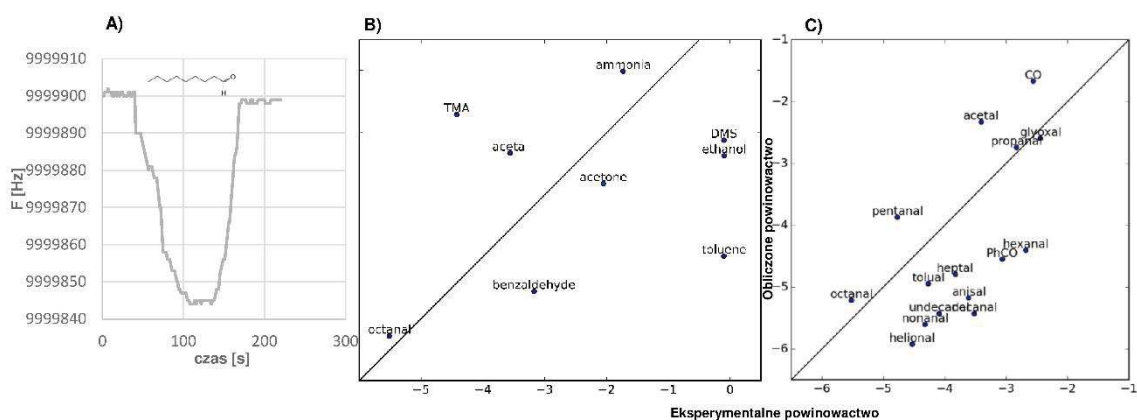 A)
9999910
9999900
9999890
9999880
9999870
9999860
9999850
9999840
F [Hz]
0
100
200
300
czas [s]
O
H
B)
ammonia
TMA
DMS
aceta
ethanol
acetone
toluene
benzaldehyde
octanal
−5
−4
−3
−2
−1
0
Eksperymentalne powinowactwo
C)
Obliczone powinowactwo
−1
−2
−3
−4
−5
−6
CO
acetal
glyoxal
propanal
pentanal
hexanal
PhCO
heptal
tolual
anisal
octanal
undecanal
nonanal
helional
−6
−5
−4
−3
−2
−1